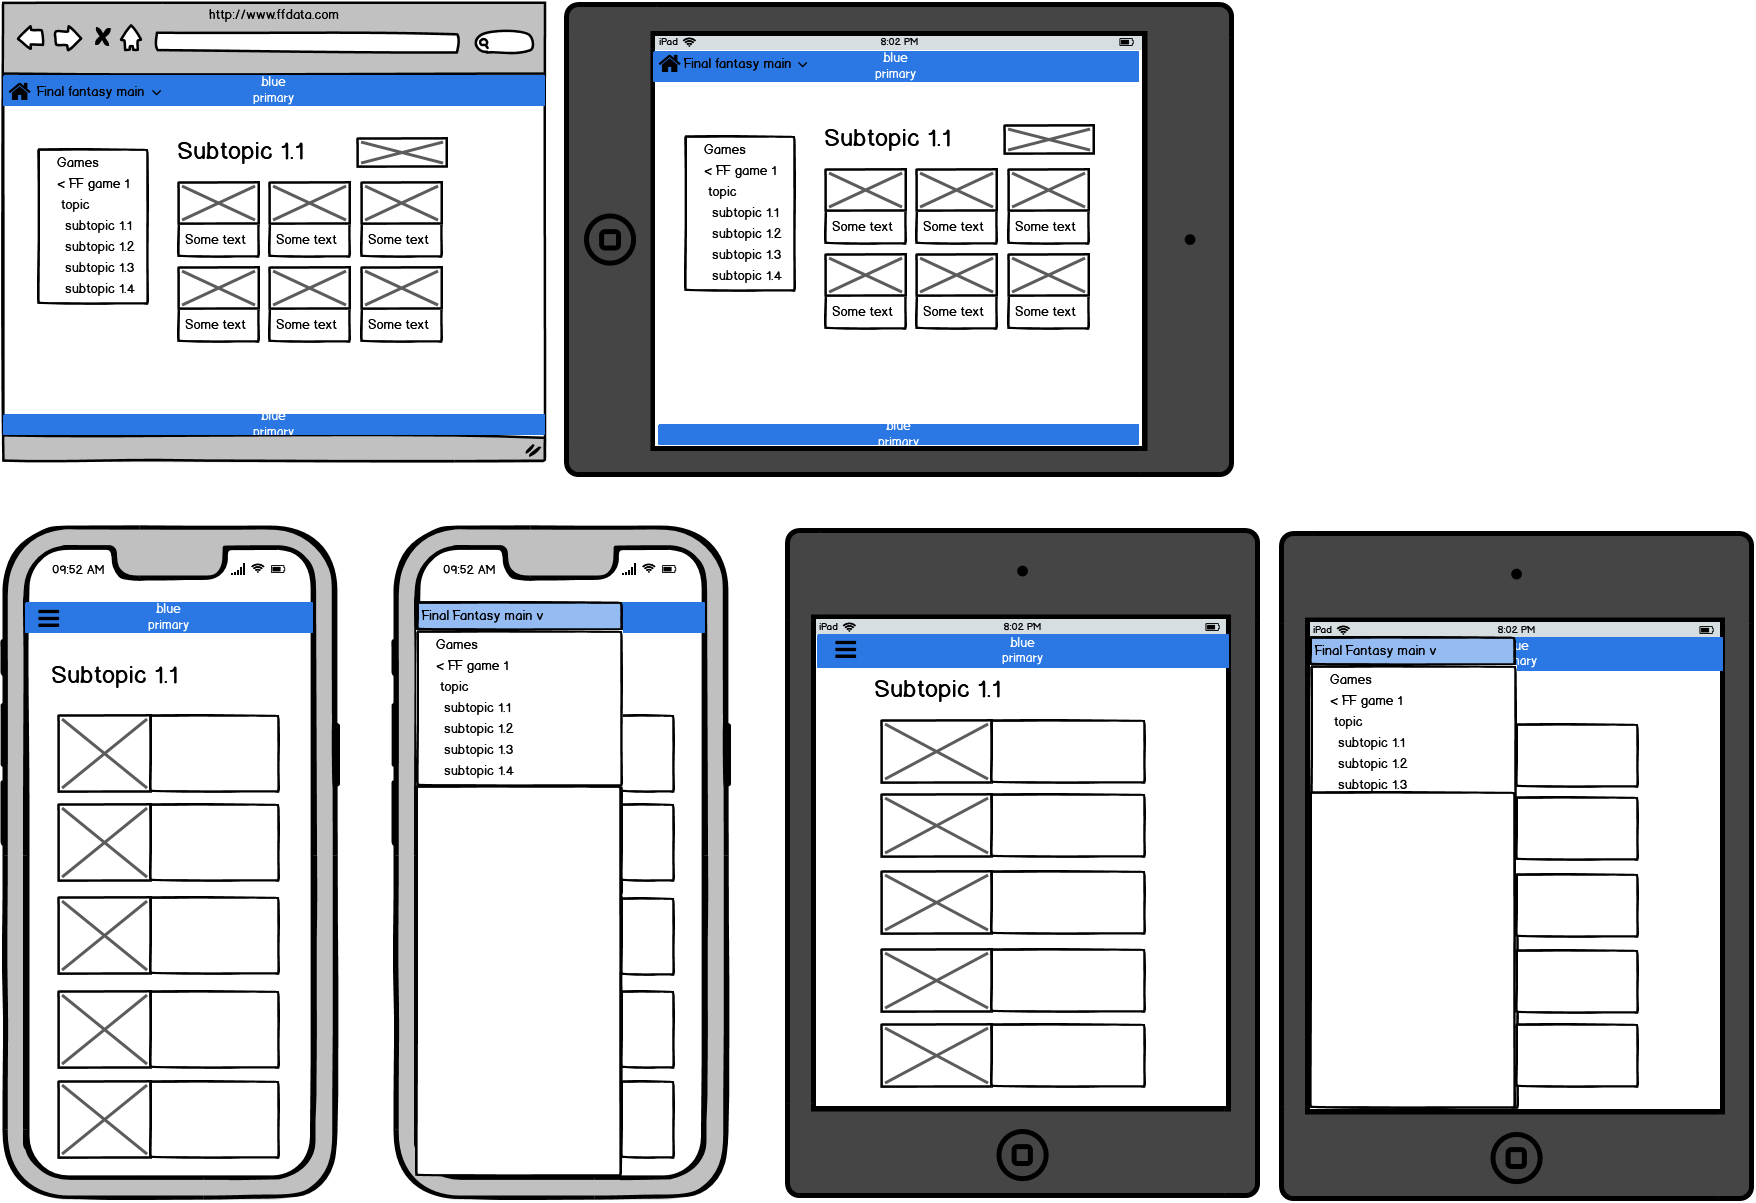 http://www.ffdata.com
Final fantasy main
blue
primary
Games
< FF game 1
topic
subtopic 1.1
subtopic 1.2
subtopic 1.3
subtopic 1.4
Subtopic 1.1
Some text
Some text
Some text
Some text
Some text
Some text
blue
primary
iPad
8:02 PM
Final fantasy main
blue
primary
Games
< FF game 1
topic
subtopic 1.1
subtopic 1.2
subtopic 1.3
subtopic 1.4
Subtopic 1.1
Some text
Some text
Some text
Some text
Some text
Some text
blue
primary
09:52 AM
blue
primary
Subtopic 1.1
09:52 AM
Final Fantasy main v
Games
< FF game 1
topic
subtopic 1.1
subtopic 1.2
subtopic 1.3
subtopic 1.4
iPad
8:02 PM
blue
primary
Subtopic 1.1
iPad
8:02 PM
Final Fantasy main v
ue
nary
Games
< FF game 1
topic
subtopic 1.1
subtopic 1.2
subtopic 1.3